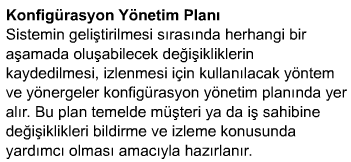 Konfigürasyon Yönetim Planı
Sistemin geliştirilmesi sırasında herhangi bir
aşamada oluşabilecek değişikliklerin
kaydedilmesi, izlenmesi için kullanılacak yöntem
ve yönergeler konfigürasyon yönetim planında yer
alır. Bu plan temelde müşteri ya da iş sahibine
değişiklikleri bildirme ve izleme konusunda
yardımcı olması amacıyla hazırlanır.